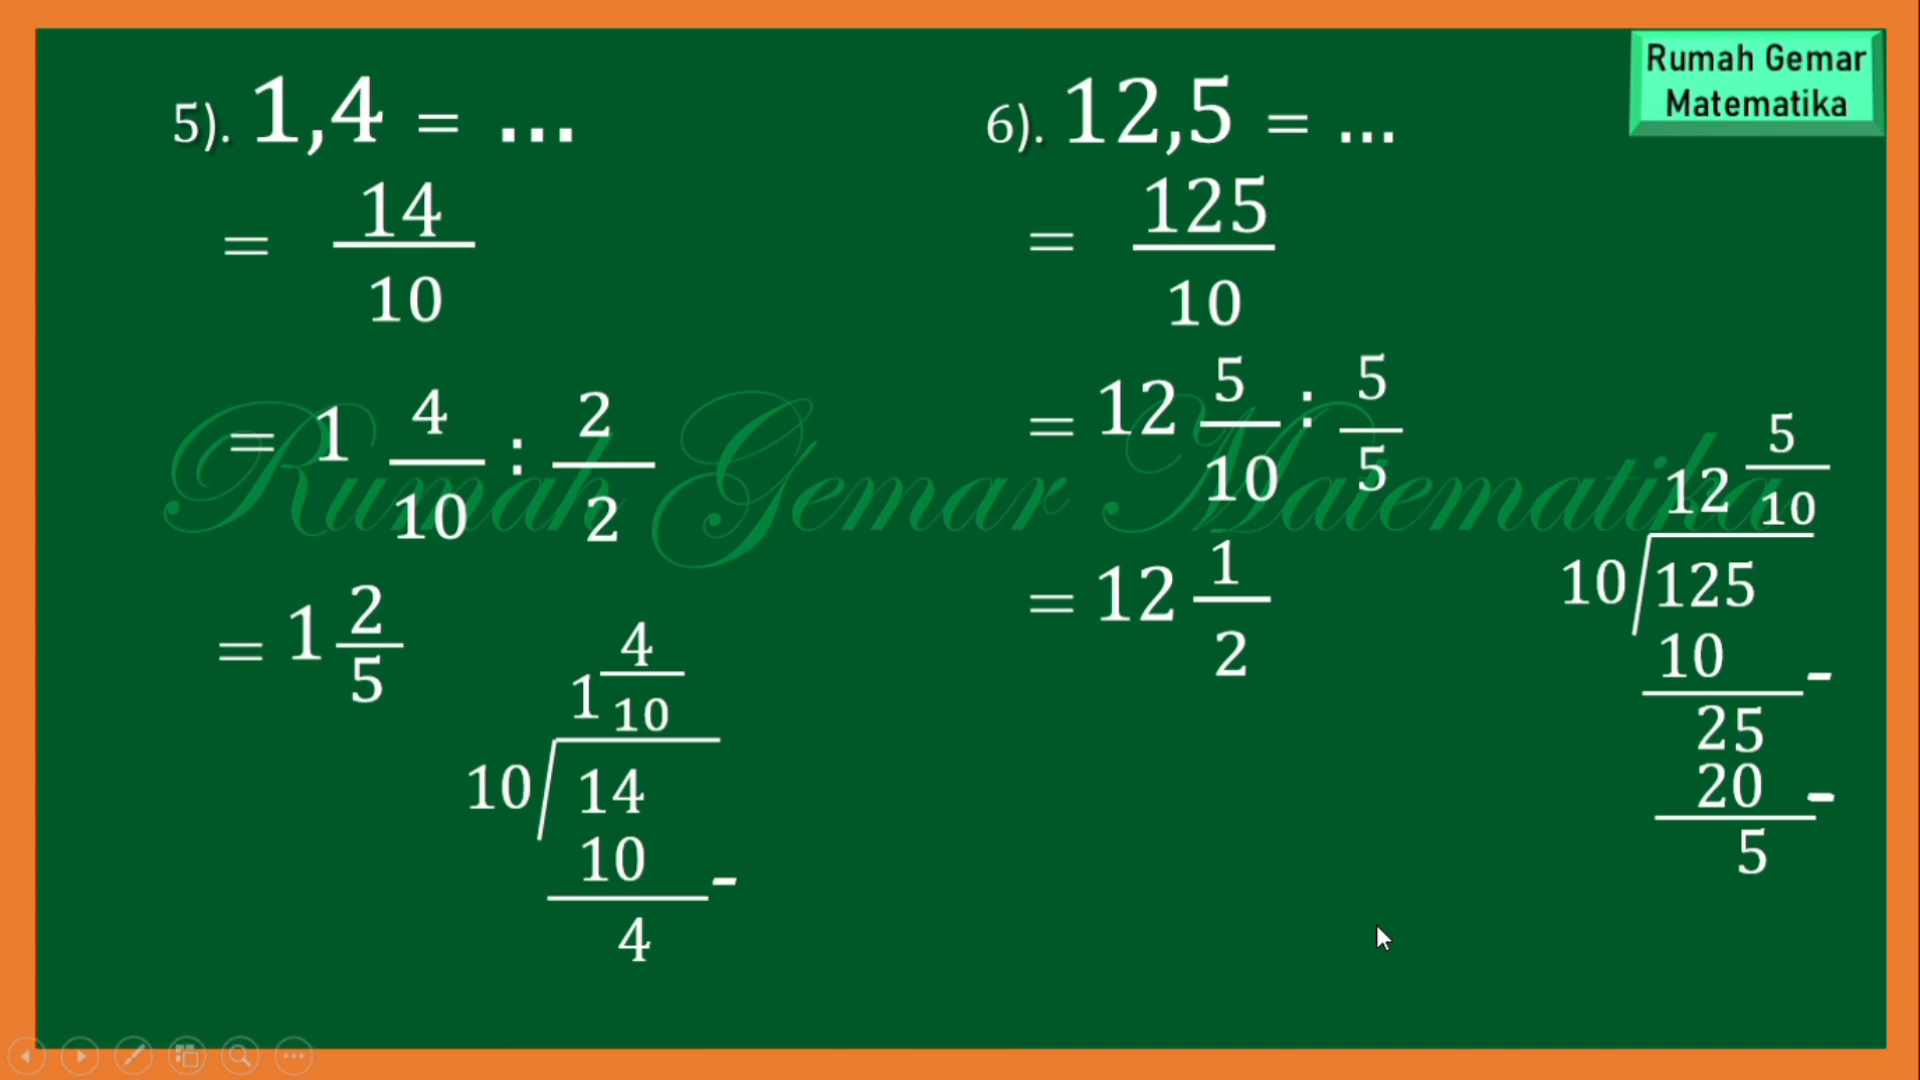 Rumah Gemar
Matematika
5). 1,4 = ...
= 14/10
= 1 4/10 : 2/2
= 1 2/5
1 4/10
10 14
10 -
4
6). 12,5 = ...
= 125/10
= 12 5/10 : 5/5
= 12 1/2
12 5/10
10 125
10 -
25
20 -
5
Rumah Gemar Matematika